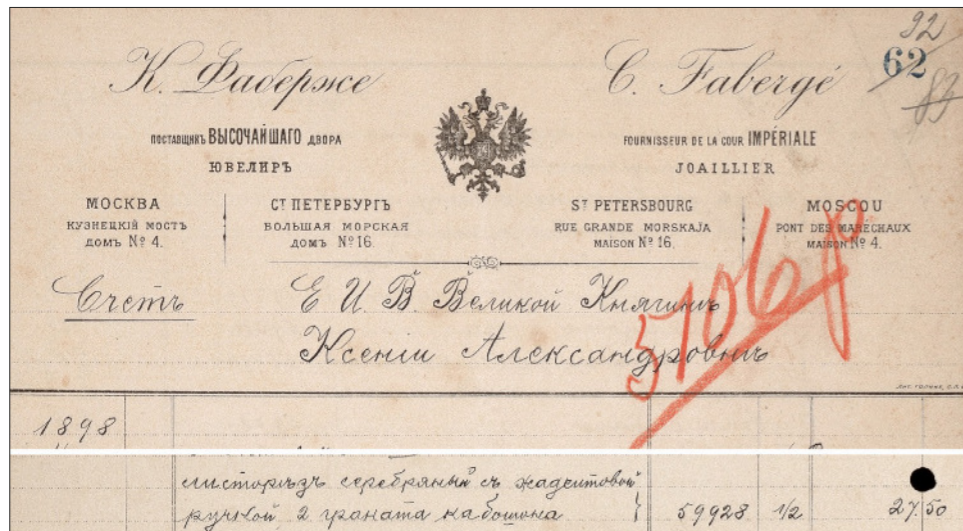 92
62
83
К. Фаберже
C. Fabergé
ПОСТАВЩИКЪ ВЫСОЧАЙШАГО ДВОРА
ЮВЕЛИРЪ
FOURNISSEUR DE LA COUR IMPÉRIALE
JOAILLIER
МОСКВА
КУЗНЕЦКІЙ МОСТЪ
ДОМЪ № 4.
СТ ПЕТЕРБУРГЪ
БОЛЬШАЯ МОРСКАЯ
ДОМЪ № 16.
ST PETERSBOURG
RUE GRANDE MORSKAJA
MAISON № 16.
MOSCOU
PONT DES MARÉCHAUX
MAISON № 4.
Счетъ
Е И В Великой Княгинѣ
Ксеніи Александровнѣ
5106 р
1898
листорѣзъ серебряный съ жадеитовой
ручкой 2 граната кабошона } 59928 1/2 27.50